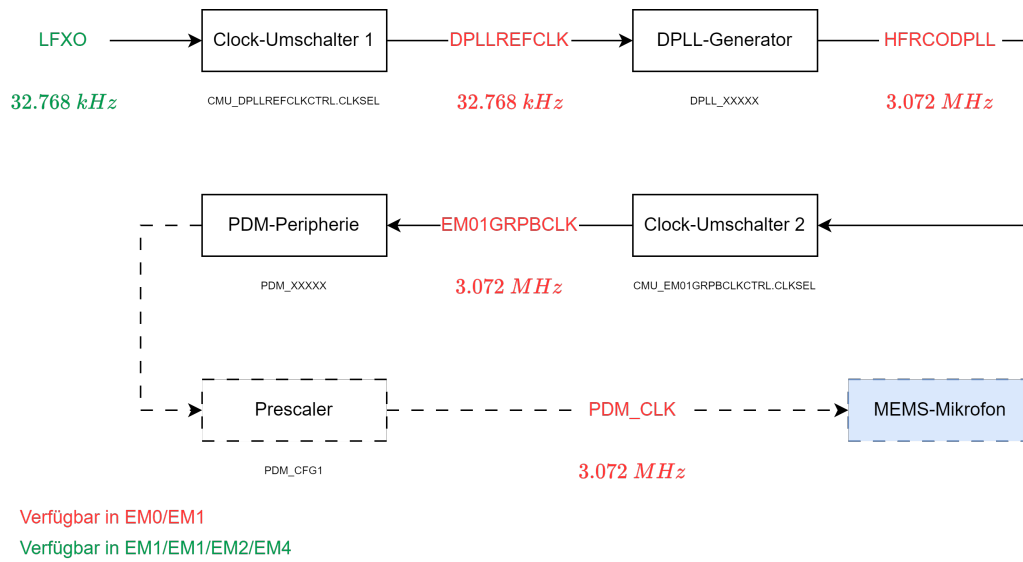 LFXO
Clock-Umschalter 1
DPLLREFCLK
DPLL-Generator
HFRCODPLL
32.768 kHz
CMU_DPLLREFCLKCTRL.CLKSEL
32.768 kHz
DPLL_XXXXX
3.072 MHz
PDM-Peripherie
EM01GRPBCLK
Clock-Umschalter 2
PDM_XXXXX
3.072 MHz
CMU_EM01GRPBCLKCTRL.CLKSEL
Prescaler
PDM_CLK
MEMS-Mikrofon
PDM_CFG1
3.072 MHz
Verfügbar in EM0/EM1
Verfügbar in EM1/EM1/EM2/EM4